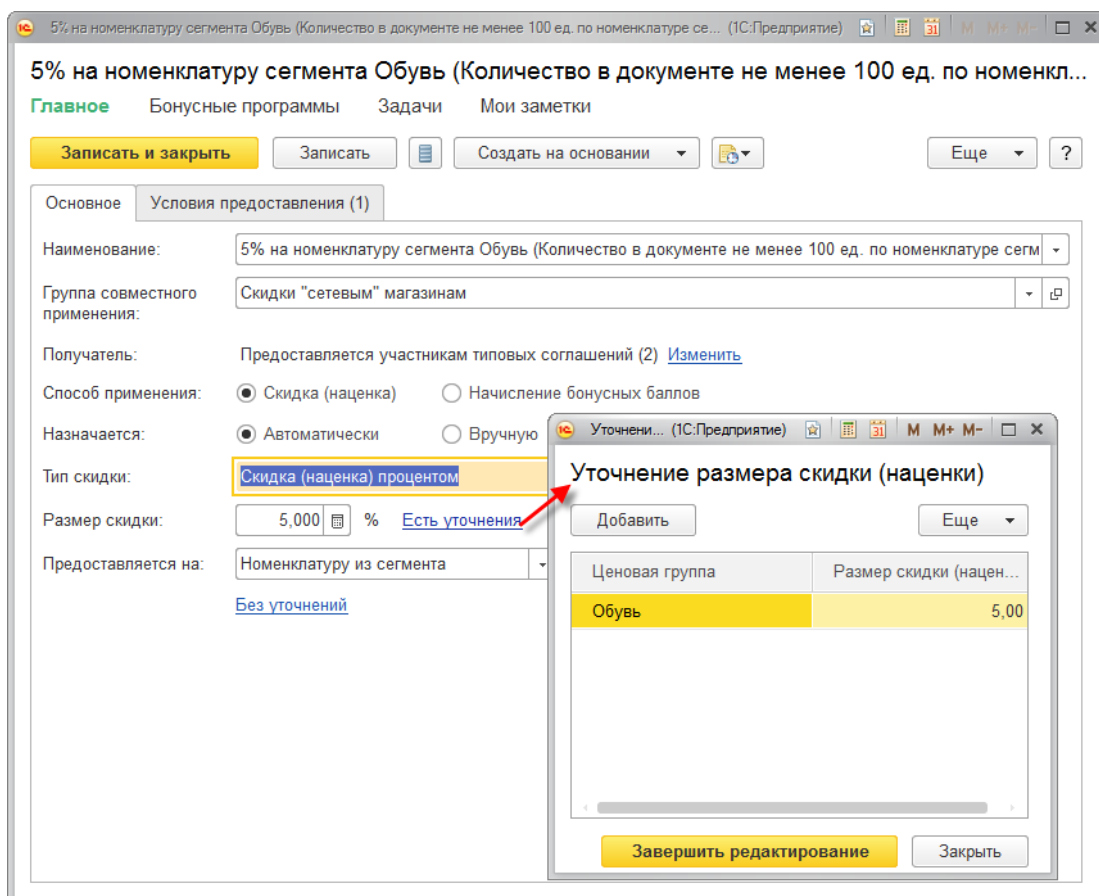 5% на номенклатуру сегмента Обувь (Количество в документе не менее 100 ед. по номенклатуре се... (1С:Предприятие) 31 M M+ M-
5% на номенклатуру сегмента Обувь (Количество в документе не менее 100 ед. по номенкл...
Главное Бонусные программы Задачи Мои заметки
Записать и закрыть Записать Создать на основании Еще ?
Основное Условия предоставления (1)
Наименование: 5% на номенклатуру сегмента Обувь (Количество в документе не менее 100 ед. по номенклатуре сегм
Группа совместного применения: Скидки "сетевым" магазинам
Получатель: Предоставляется участникам типовых соглашений (2) Изменить
Способ применения: Скидка (наценка) Начисление бонусных баллов
Назначается: Автоматически Вручную
Тип скидки: Скидка (наценка) процентом
Размер скидки: 5,000 % Есть уточнения
Предоставляется на: Номенклатуру из сегмента
Без уточнений
Уточнени... (1С:Предприятие) 31 M M+ M-
Уточнение размера скидки (наценки)
Добавить Еще
Ценовая группа Размер скидки (нацен...
Обувь 5,00
Завершить редактирование Закрыть